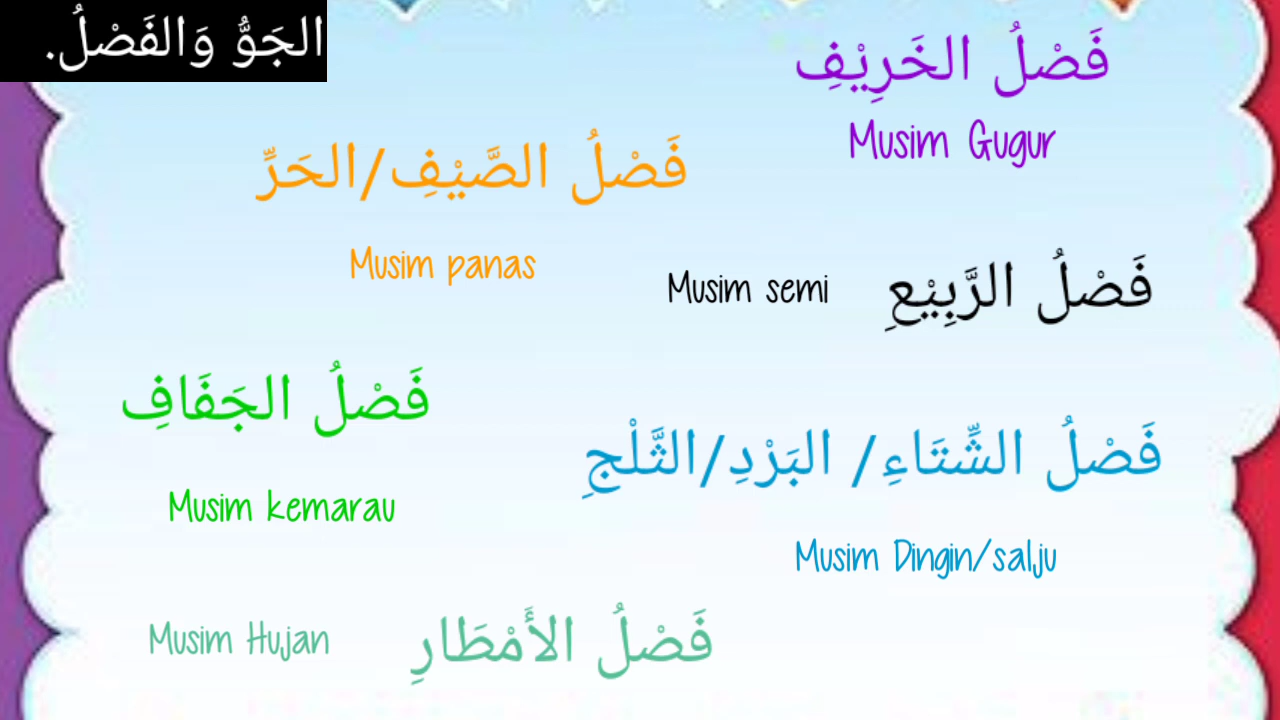 الجَوُّ وَالفَصْلُ.
فَصْلُ الخَرِيْفِ
Musim Gugur
فَصْلُ الصَّيْفِ/الحَرِّ
Musim panas
فَصْلُ الرَّبِيْعِ
Musim semi
فَصْلُ الجَفَافِ
Musim kemarau
فَصْلُ الشِّتَاءِ/ البَرْدِ/الثَّلْجِ
Musim Dingin/salju
فَصْلُ الأَمْطَارِ
Musim Hujan